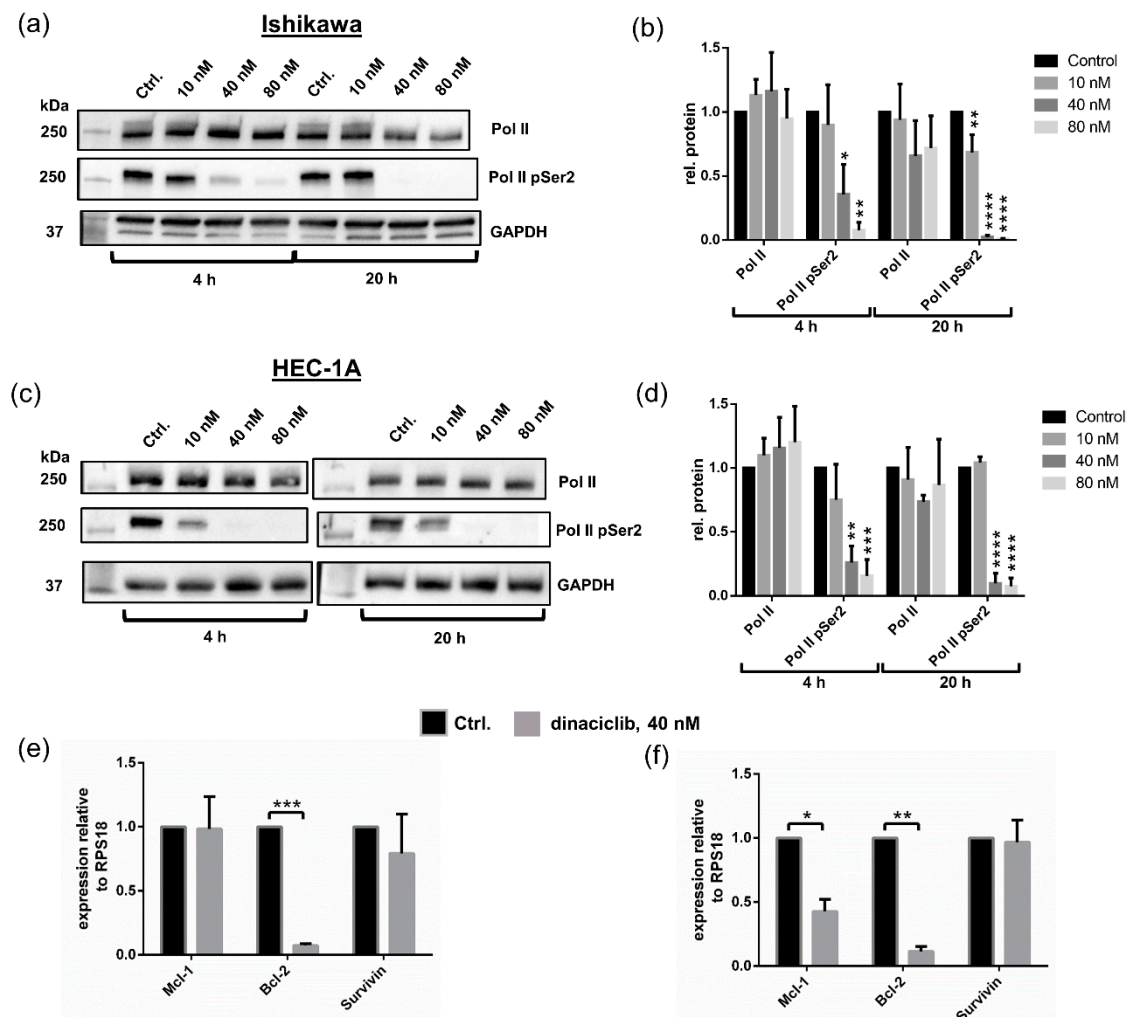 (a)
Ishikawa
kDa
Ctrl.
10 nM
40 nM
80 nM
Ctrl.
10 nM
40 nM
80 nM
250
Pol II
250
Pol II pSer2
37
GAPDH
4 h
20 h
(b)
rel. protein
1.5
1.0
0.5
0.0
*
**
**
****
****
Pol II
Pol II pSer2
Pol II
Pol II pSer2
4 h
20 h
Control
10 nM
40 nM
80 nM
HEC-1A
(c)
kDa
Ctrl.
10 nM
40 nM
80 nM
Ctrl.
10 nM
40 nM
80 nM
250
Pol II
250
Pol II pSer2
37
GAPDH
4 h
20 h
(d)
rel. protein
1.5
1.0
0.5
0.0
**
***
****
****
Pol II
Pol II pSer2
Pol II
Pol II pSer2
4 h
20 h
Control
10 nM
40 nM
80 nM
Ctrl.
dinaciclib, 40 nM
(e)
expression relative
to RPS18
1.5
1.0
0.5
0.0
***
Mcl-1
Bcl-2
Survivin
(f)
expression relative
to RPS18
1.5
1.0
0.5
0.0
*
**
Mcl-1
Bcl-2
Survivin